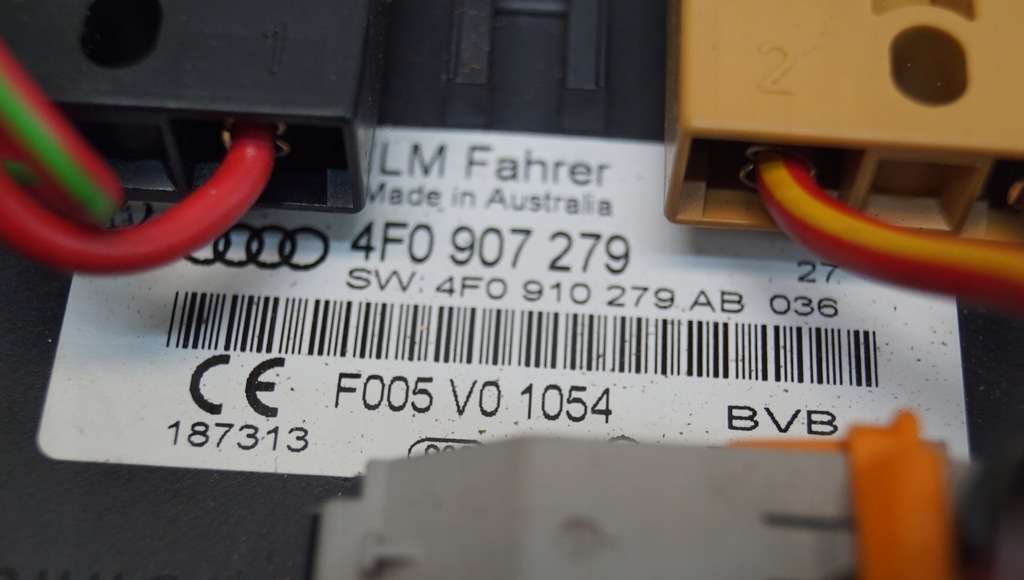 1
2
LM Fahrer
Made in Australia
4F0 907 279
27
SW: 4F0 910 279 AB 036
CE F005 V0 1054 BVB
187313